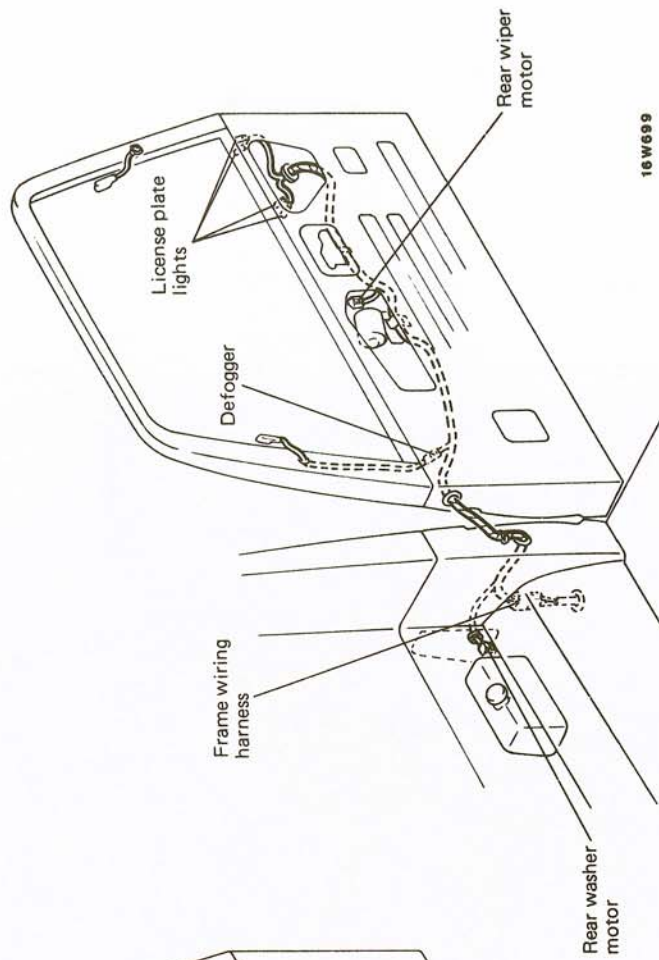 License plate
lights
Defogger
Rear wiper
motor
Frame wiring
harness
Rear washer
motor
16W699